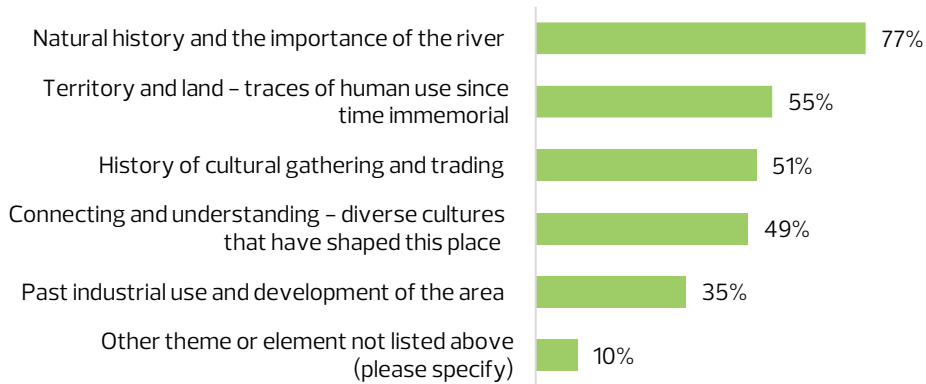 Natural history and the importance of the river
77%
Territory and land – traces of human use since
time immemorial
55%
History of cultural gathering and trading
51%
Connecting and understanding – diverse cultures
that have shaped this place
49%
Past industrial use and development of the area
35%
Other theme or element not listed above
(please specify)
10%